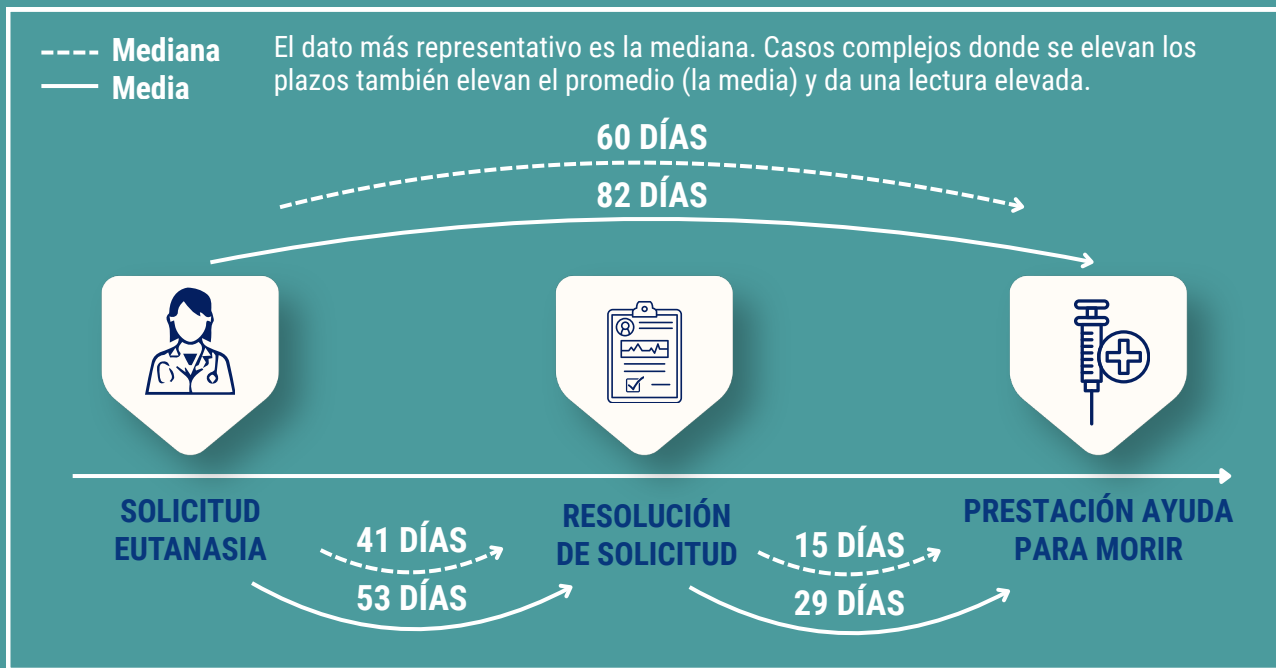 Mediana
Media
El dato más representativo es la mediana. Casos complejos donde se elevan los
plazos también elevan el promedio (la media) y da una lectura elevada.
60 DÍAS
82 DÍAS
SOLICITUD
EUTANASIA
41 DÍAS
53 DÍAS
RESOLUCIÓN
DE SOLICITUD
15 DÍAS
29 DÍAS
PRESTACIÓN AYUDA
PARA MORIR